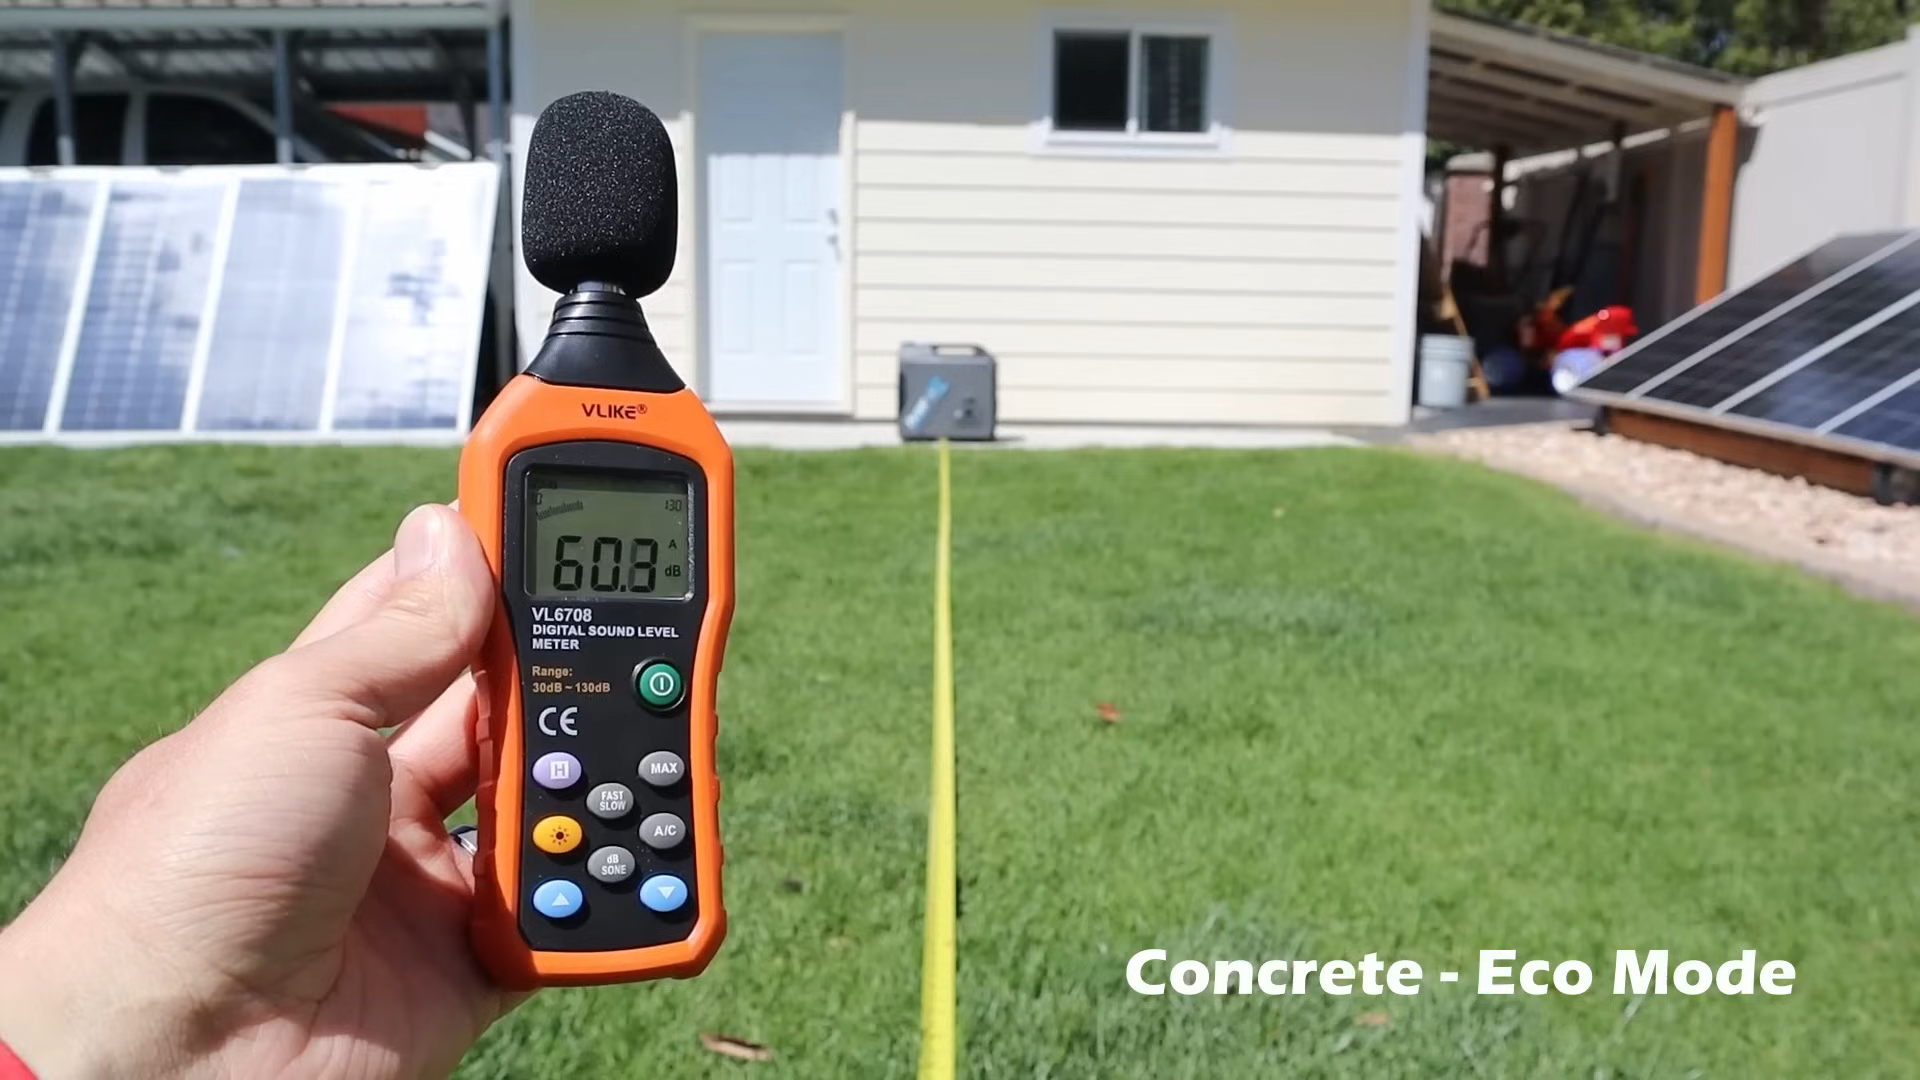 VLIKE®
130
60.8
A
dB
VL6708
DIGITAL SOUND LEVEL
METER
Range:
30dB ~ 130dB
CE
H
MAX
FAST
SLOW
A/C
dB
SONE
Concrete - Eco Mode